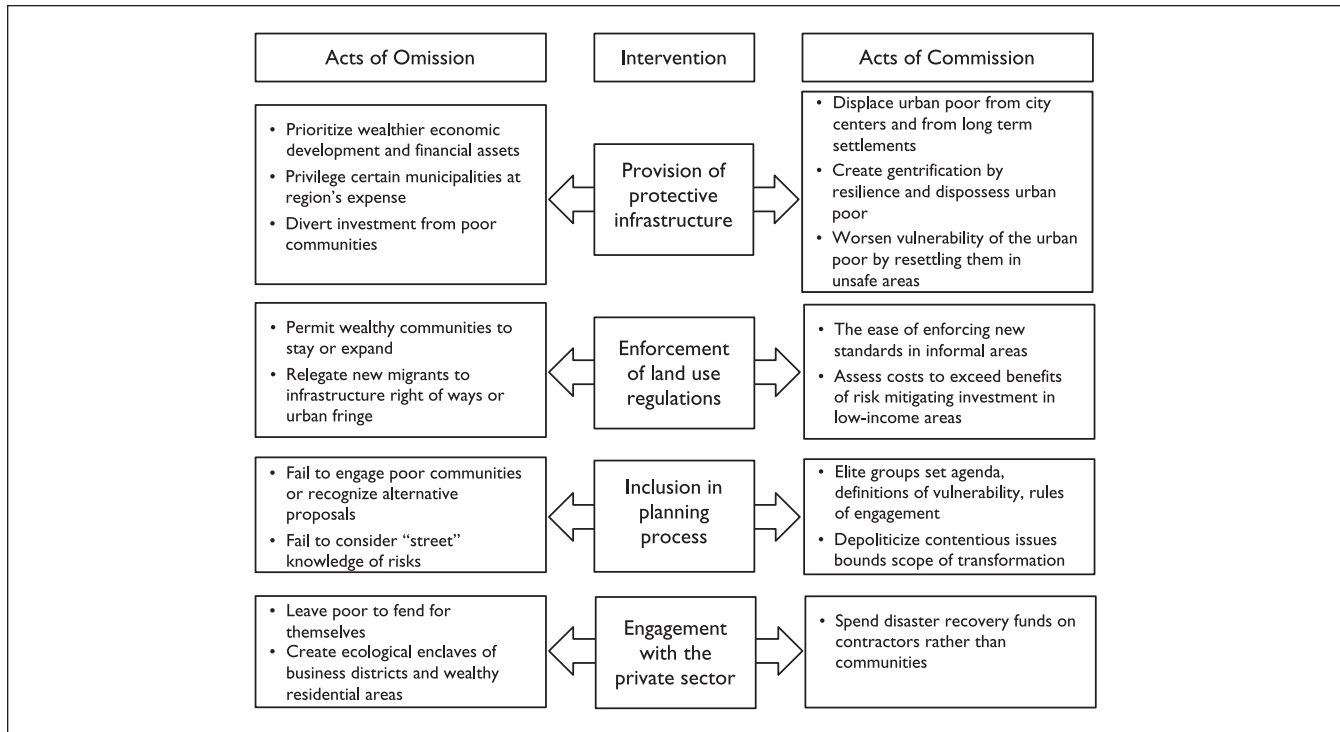 Acts of Omission
Intervention
Acts of Commission
• Prioritize wealthier economic
development and financial assets
• Privilege certain municipalities at
region's expense
• Divert investment from poor
communities
Provision of
protective
infrastructure
• Displace urban poor from city
centers and from long term
settlements
• Create gentrification by
resilience and dispossess urban
poor
• Worsen vulnerability of the urban
poor by resettling them in
unsafe areas
• Permit wealthy communities to
stay or expand
• Relegate new migrants to
infrastructure right of ways or
urban fringe
Enforcement
of land use
regulations
• The ease of enforcing new
standards in informal areas
• Assess costs to exceed benefits
of risk mitigating investment in
low-income areas
• Fail to engage poor communities
or recognize alternative
proposals
• Fail to consider “street”
knowledge of risks
Inclusion in
planning
process
• Elite groups set agenda,
definitions of vulnerability, rules
of engagement
• Depoliticize contentious issues
bounds scope of transformation
• Leave poor to fend for
themselves
• Create ecological enclaves of
business districts and wealthy
residential areas
Engagement
with the
private sector
• Spend disaster recovery funds on
contractors rather than
communities